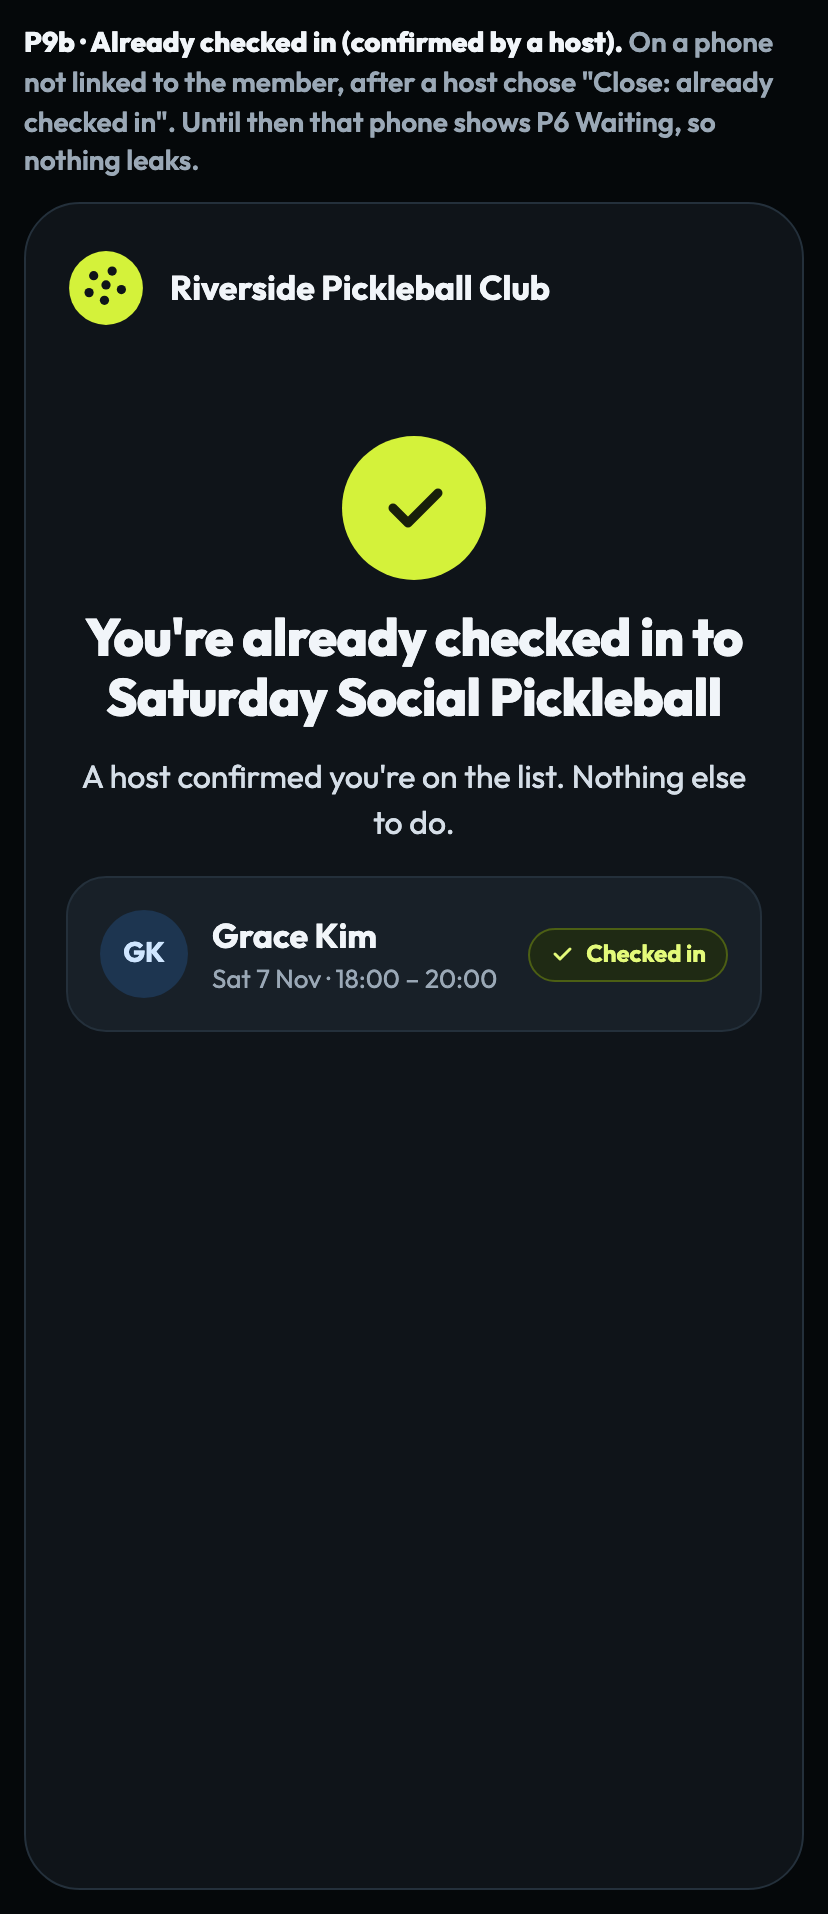 P9b · Already checked in (confirmed by a host). On a phone
not linked to the member, after a host chose "Close: already
checked in". Until then that phone shows P6 Waiting, so
nothing leaks.
Riverside Pickleball Club
You're already checked in to
Saturday Social Pickleball
A host confirmed you're on the list. Nothing else
to do.
GK
Grace Kim
Sat 7 Nov · 18:00 – 20:00
Checked in